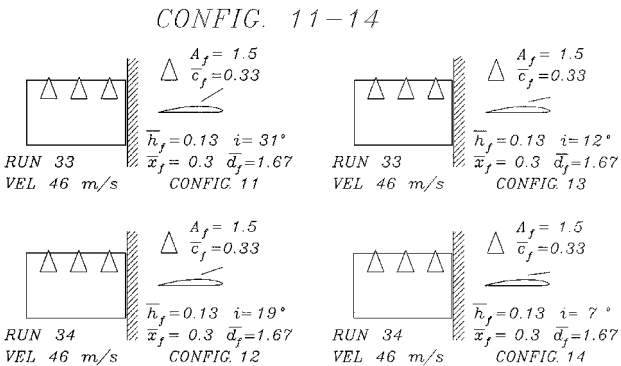 CONFIG. 11-14
A_f = 1.5
c̅_f =0.33
h̅_f =0.13 i= 31°
RUN 33 x̅_f = 0.3 d̅_f =1.67
VEL 46 m/s CONFIG. 11
A_f = 1.5
c̅_f =0.33
h̅_f =0.13 i= 12°
RUN 33 x̅_f = 0.3 d̅_f =1.67
VEL 46 m/s CONFIG. 13
A_f = 1.5
c̅_f =0.33
h̅_f =0.13 i= 19°
RUN 34 x̅_f = 0.3 d̅_f =1.67
VEL 46 m/s CONFIG. 12
A_f = 1.5
c̅_f =0.33
h̅_f =0.13 i= 7 °
RUN 34 x̅_f = 0.3 d̅_f =1.67
VEL 46 m/s CONFIG. 14